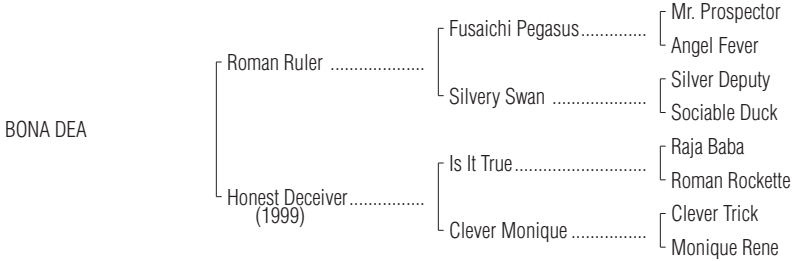 Mr. Prospector
Fusaichi Pegasus..............
Angel Fever
Roman Ruler ....................
Silver Deputy
Silvery Swan ....................
Sociable Duck
BONA DEA
Raja Baba
Is It True............................
Roman Rockette
Honest Deceiver................
(1999)
Clever Trick
Clever Monique ................
Monique Rene